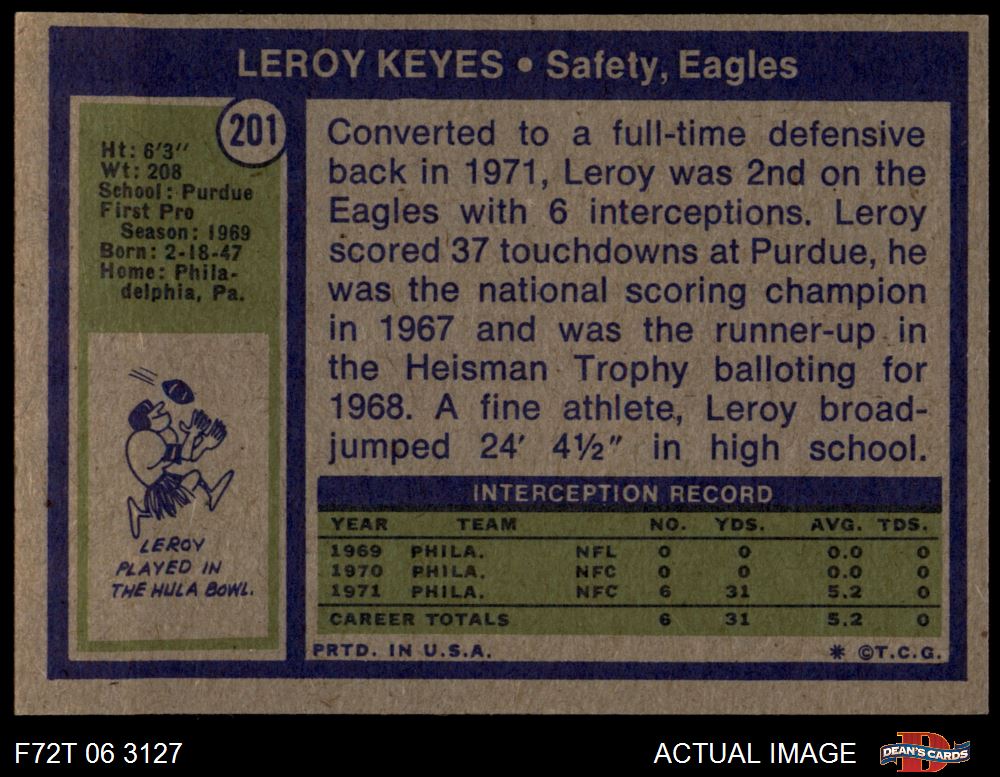 LEROY KEYES • Safety, Eagles
201
Ht: 6'3"
Wt: 208
School: Purdue
First Pro
Season: 1969
Born: 2-18-47
Home: Phila-
delphia, Pa.
LEROY
PLAYED IN
THE HULA BOWL.
Converted to a full-time defensive
back in 1971, Leroy was 2nd on the
Eagles with 6 interceptions. Leroy
scored 37 touchdowns at Purdue, he
was the national scoring champion
in 1967 and was the runner-up in
the Heisman Trophy balloting for
1968. A fine athlete, Leroy broad-
jumped 24' 4½" in high school.
INTERCEPTION RECORD
YEAR TEAM NO. YDS. AVG. TDS.
1969 PHILA. NFL 0 0 0.0 0
1970 PHILA. NFC 0 0 0.0 0
1971 PHILA. NFC 6 31 5.2 0
CAREER TOTALS 6 31 5.2 0
PRTD. IN U.S.A. * ©T.C.G.
F72T 06 3127 ACTUAL IMAGE D DEAN'S CARDS